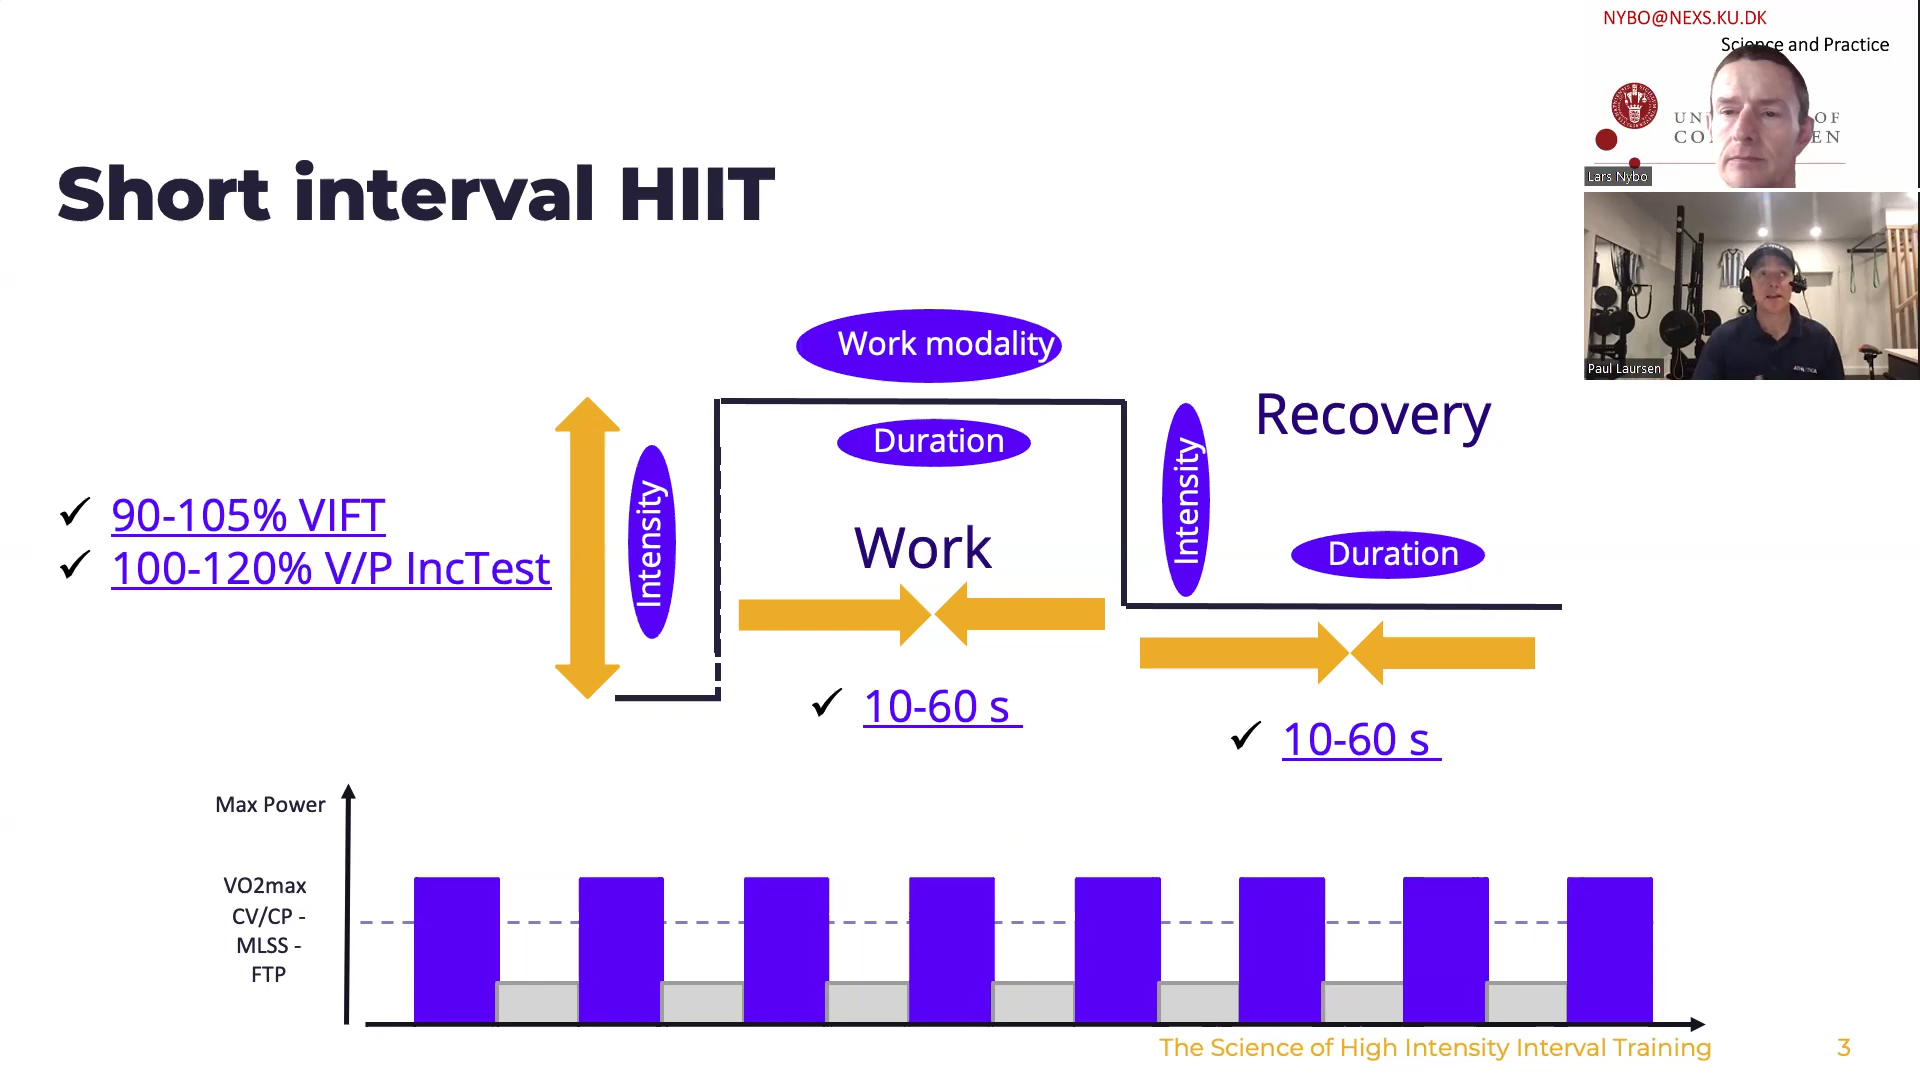 NYBO@NEXS.KU.DK
Science and Practice
Lars Nybo
Paul Laursen
Short interval HIIT
Work modality
Duration
Recovery
Intensity
Intensity
90-105% VIFT
100-120% V/P IncTest
Work
Duration
10-60 s
10-60 s
Max Power
VO2max
CV/CP -
MLSS -
FTP
The Science of High Intensity Interval Training
3